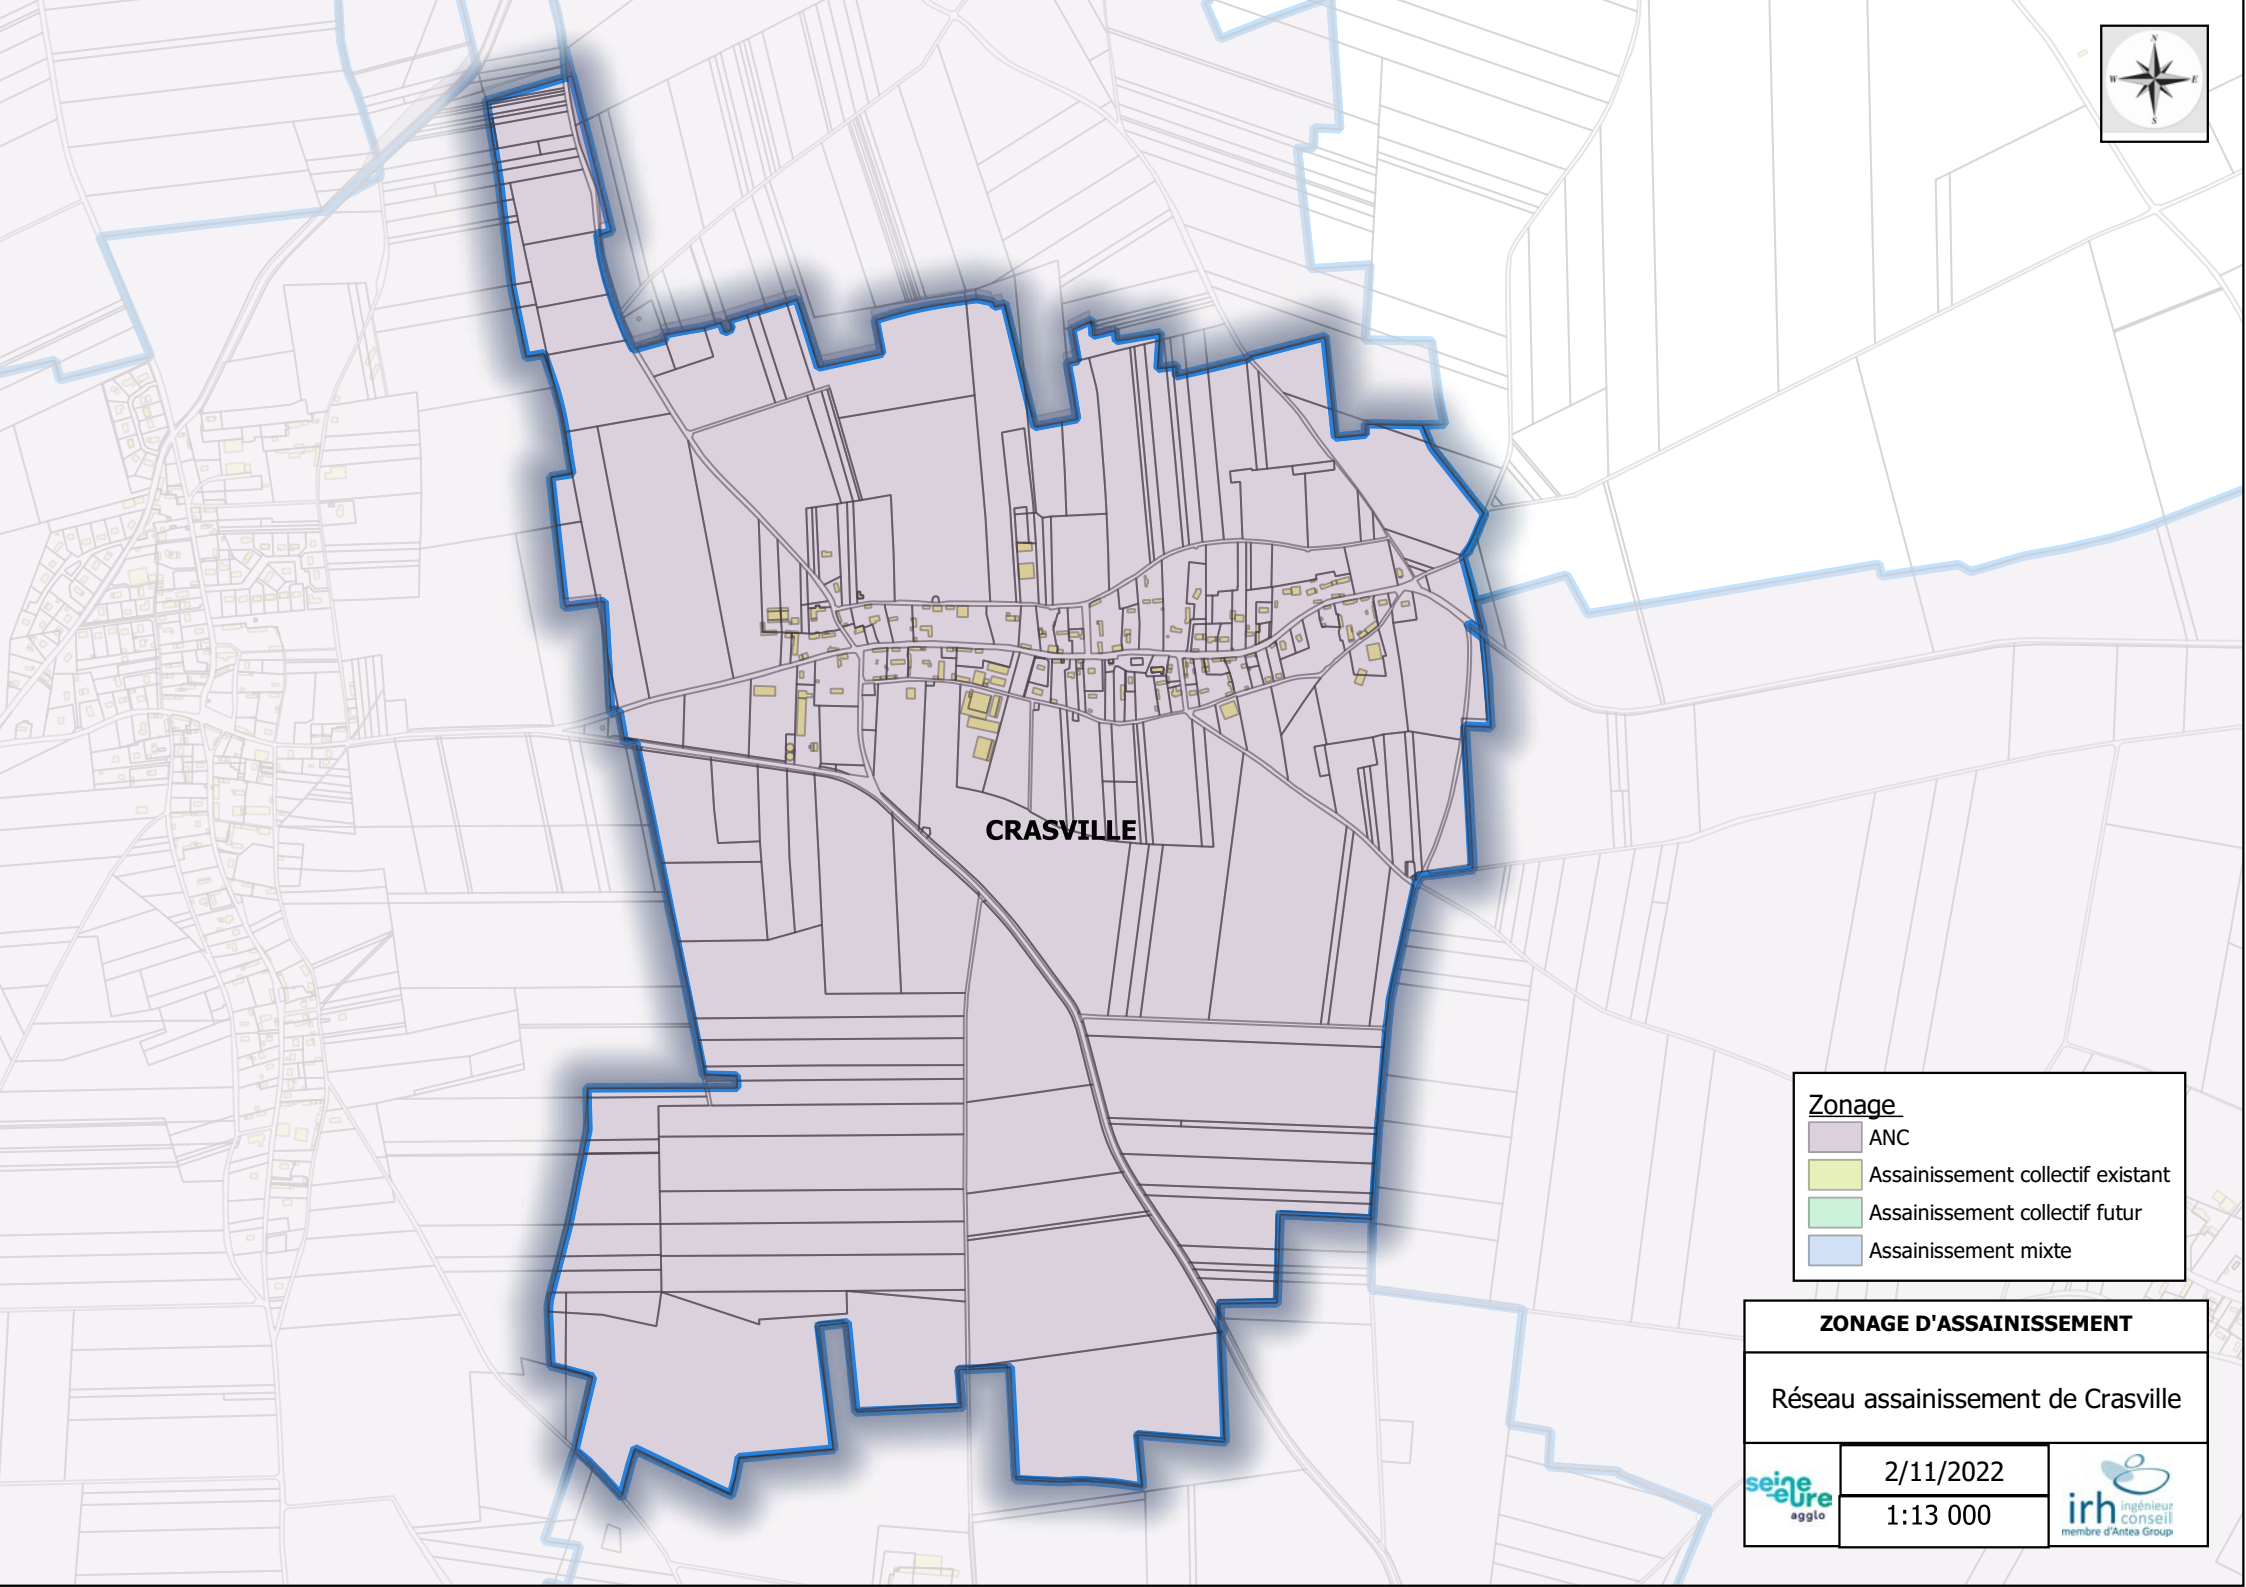 N
W
E
S
CRASVILLE
Zonage
ANC
Assainissement collectif existant
Assainissement collectif futur
Assainissement mixte
ZONAGE D'ASSAINISSEMENT
Réseau assainissement de Crasville
seine
eure
agglo
2/11/2022
1:13 000
irh ingénieur
conseil
membre d'Antea Group